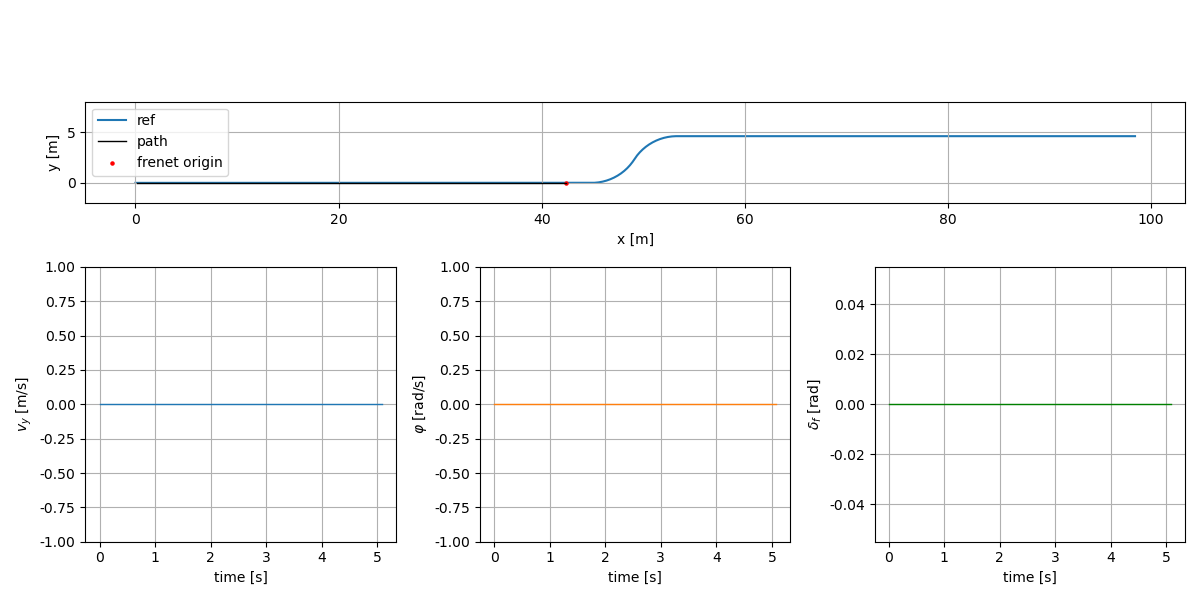 ref
path
frenet origin
y [m]
5
0
0 20 40 60 80 100
x [m]
1.00
0.75
0.50
0.25
0.00
-0.25
-0.50
-0.75
-1.00
v_y [m/s]
0 1 2 3 4 5
time [s]
1.00
0.75
0.50
0.25
0.00
-0.25
-0.50
-0.75
-1.00
φ [rad/s]
0 1 2 3 4 5
time [s]
0.04
0.02
0.00
-0.02
-0.04
δ_f [rad]
0 1 2 3 4 5
time [s]